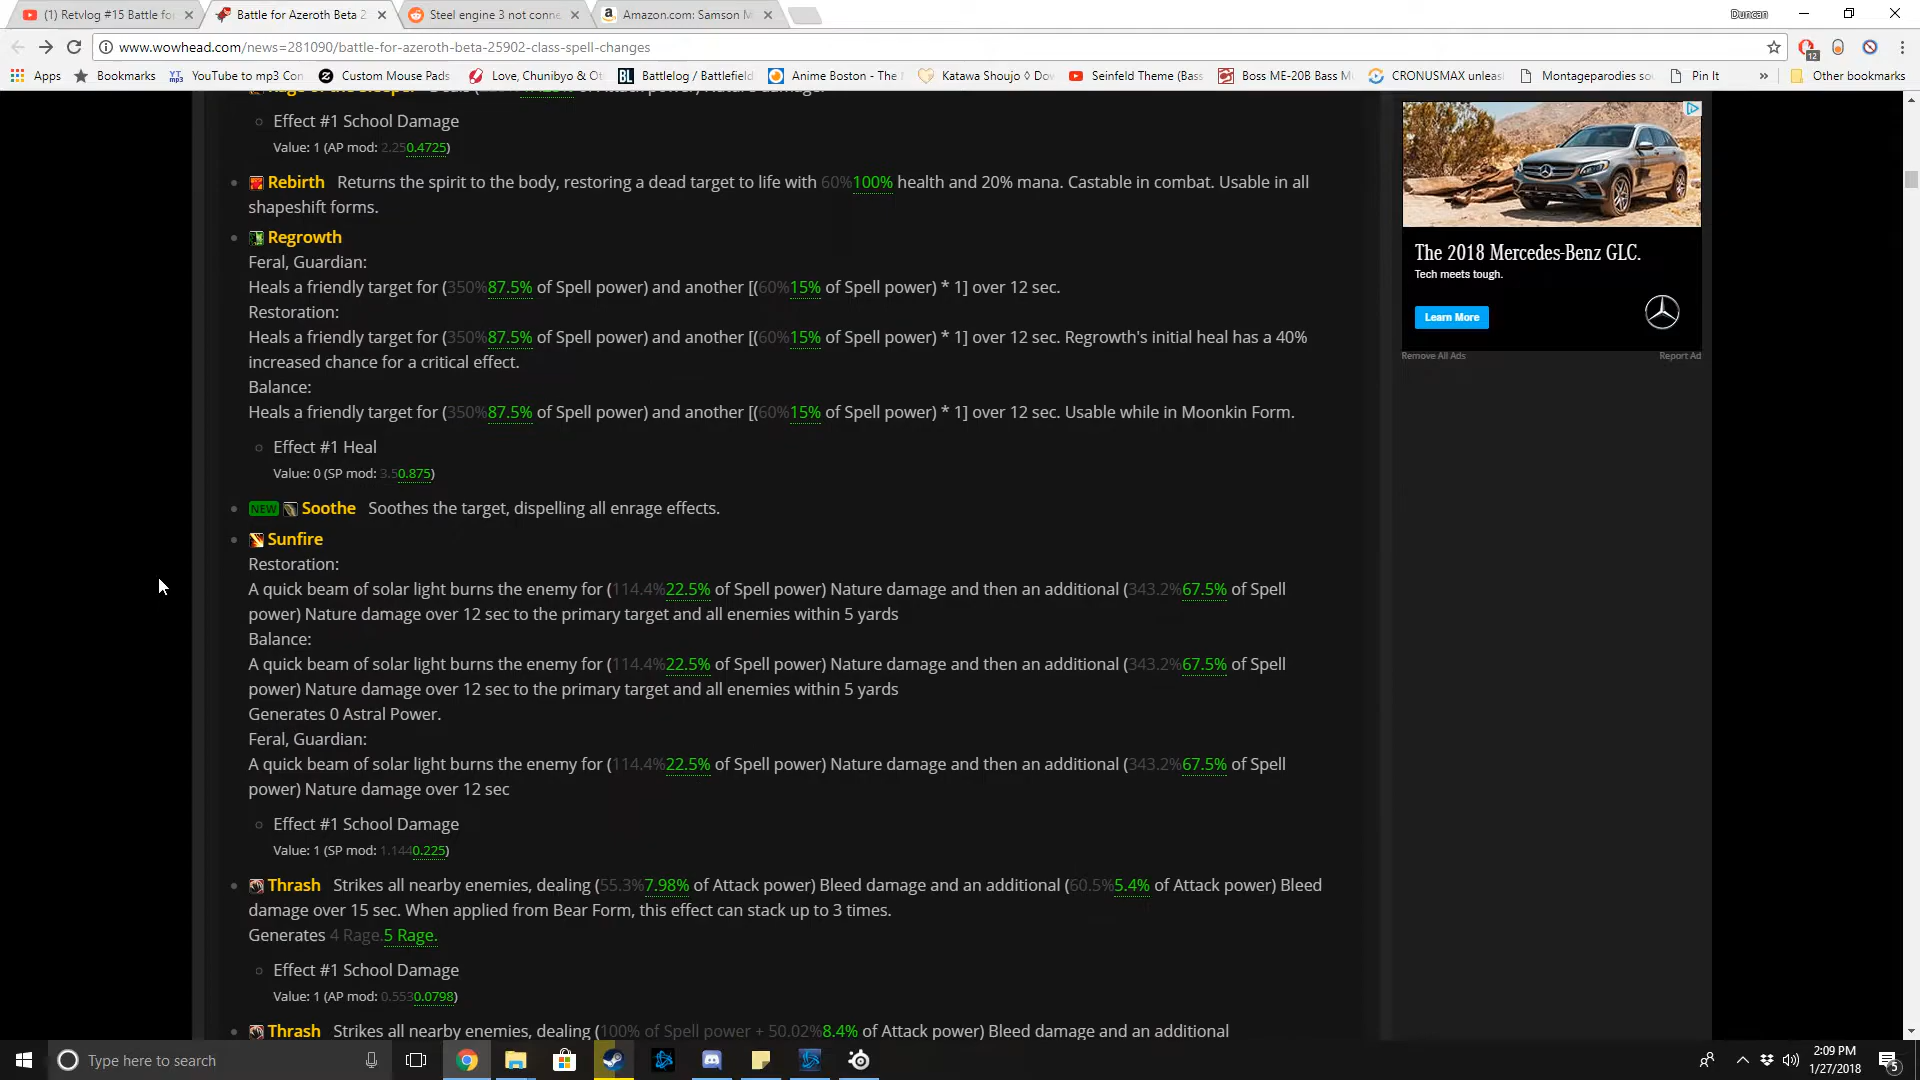 (1) Retvlog #15 Battle fo
Battle for Azeroth Beta 2
Steel engine 3 not conne
Amazon.com: Samson M
Duncan
www.wowhead.com/news=281090/battle-for-azeroth-beta-25902-class-spell-changes
12
Apps
Bookmarks
YouTube to mp3 Con
Custom Mouse Pads
Love, Chunibyo & Ot
Battlelog / Battlefield
Anime Boston - The
Katawa Shoujo ◊ Dow
Seinfeld Theme (Bass
Boss ME-20B Bass M
CRONUSMAX unleas
Montageparodies so
Pin It
»
Other bookmarks
Effect #1 School Damage
Value: 1 (AP mod: 2.250.4725)
Rebirth Returns the spirit to the body, restoring a dead target to life with 60%100% health and 20% mana. Castable in combat. Usable in all
shapeshift forms.
Regrowth
Feral, Guardian:
Heals a friendly target for (350%87.5% of Spell power) and another [(60%15% of Spell power) * 1] over 12 sec.
Restoration:
Heals a friendly target for (350%87.5% of Spell power) and another [(60%15% of Spell power) * 1] over 12 sec. Regrowth's initial heal has a 40%
increased chance for a critical effect.
Balance:
Heals a friendly target for (350%87.5% of Spell power) and another [(60%15% of Spell power) * 1] over 12 sec. Usable while in Moonkin Form.
Effect #1 Heal
Value: 0 (SP mod: 3.50.875)
NEW Soothe Soothes the target, dispelling all enrage effects.
Sunfire
Restoration:
A quick beam of solar light burns the enemy for (114.4%22.5% of Spell power) Nature damage and then an additional (343.2%67.5% of Spell
power) Nature damage over 12 sec to the primary target and all enemies within 5 yards
Balance:
A quick beam of solar light burns the enemy for (114.4%22.5% of Spell power) Nature damage and then an additional (343.2%67.5% of Spell
power) Nature damage over 12 sec to the primary target and all enemies within 5 yards
Generates 0 Astral Power.
Feral, Guardian:
A quick beam of solar light burns the enemy for (114.4%22.5% of Spell power) Nature damage and then an additional (343.2%67.5% of Spell
power) Nature damage over 12 sec
Effect #1 School Damage
Value: 1 (SP mod: 1.1440.225)
Thrash Strikes all nearby enemies, dealing (55.3%7.98% of Attack power) Bleed damage and an additional (60.5%5.4% of Attack power) Bleed
damage over 15 sec. When applied from Bear Form, this effect can stack up to 3 times.
Generates 4 Rage.5 Rage.
Effect #1 School Damage
Value: 1 (AP mod: 0.5530.0798)
Thrash Strikes all nearby enemies, dealing (100% of Spell power + 50.02%8.4% of Attack power) Bleed damage and an additional
The 2018 Mercedes-Benz GLC.
Tech meets tough.
Learn More
Remove All Ads
Report Ad
Type here to search
2:09 PM
1/27/2018
5